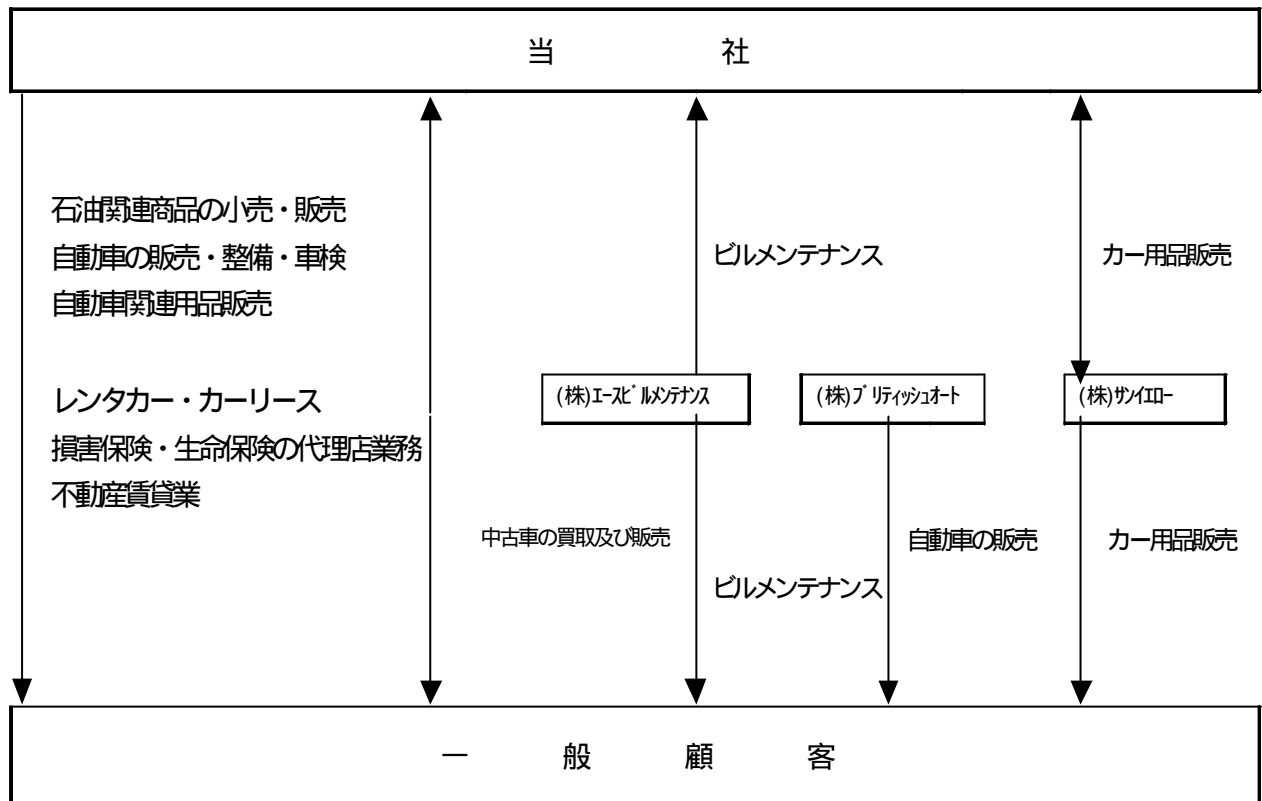 当社
石油関連商品の小売・販売
自動車の販売・整備・車検
自動車関連用品販売
レンタカー・カーリース
損害保険・生命保険の代理店業務
不動産賃貸業
ビルメンテナンス
カー用品販売
(株)エースビルメンテナンス
(株)ブリティッシュオート
(株)サンイエロー
中古車の買取及び販売
ビルメンテナンス
自動車の販売
カー用品販売
一般顧客